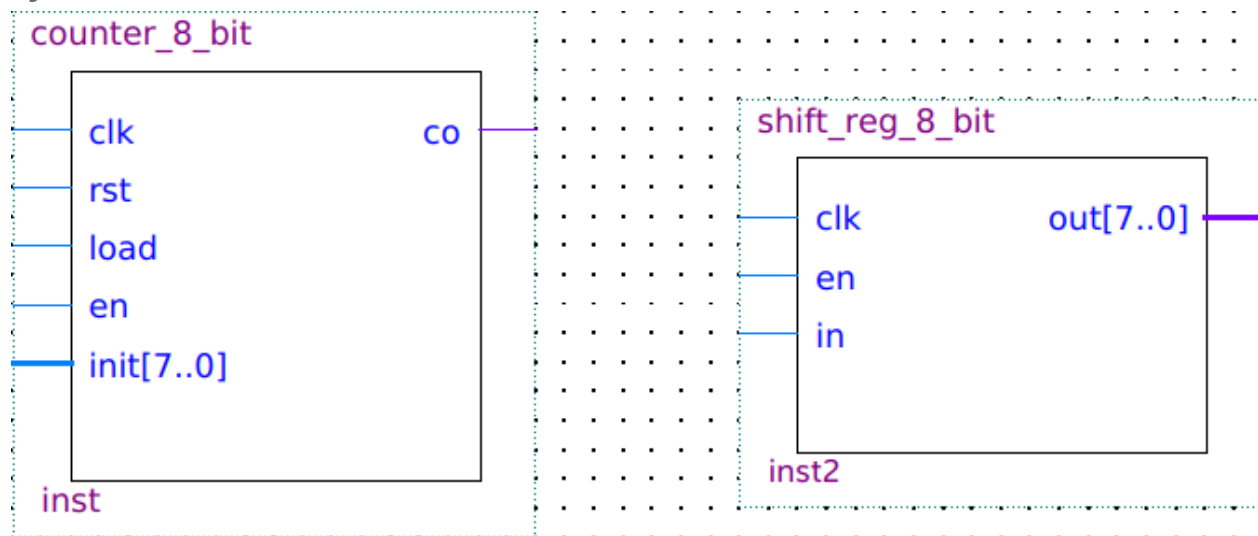 counter_8_bit
clk
co
rst
load
en
init[7..0]
inst
shift_reg_8_bit
clk
out[7..0]
en
in
inst2